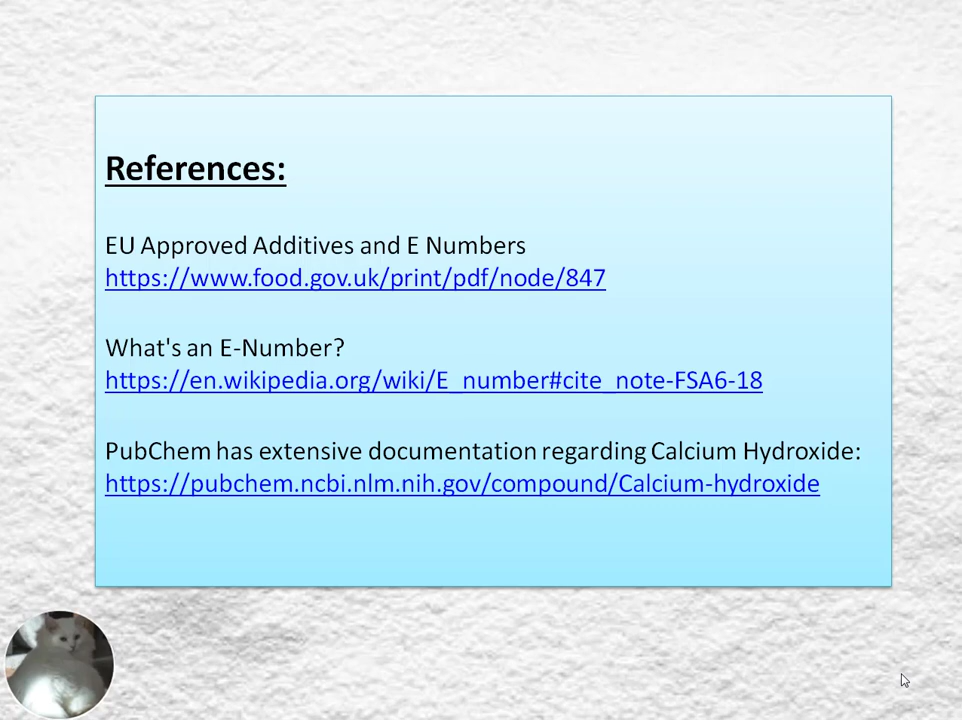 References:
EU Approved Additives and E Numbers
https://www.food.gov.uk/print/pdf/node/847
What's an E-Number?
https://en.wikipedia.org/wiki/E_number#cite_note-FSA6-18
PubChem has extensive documentation regarding Calcium Hydroxide:
https://pubchem.ncbi.nlm.nih.gov/compound/Calcium-hydroxide